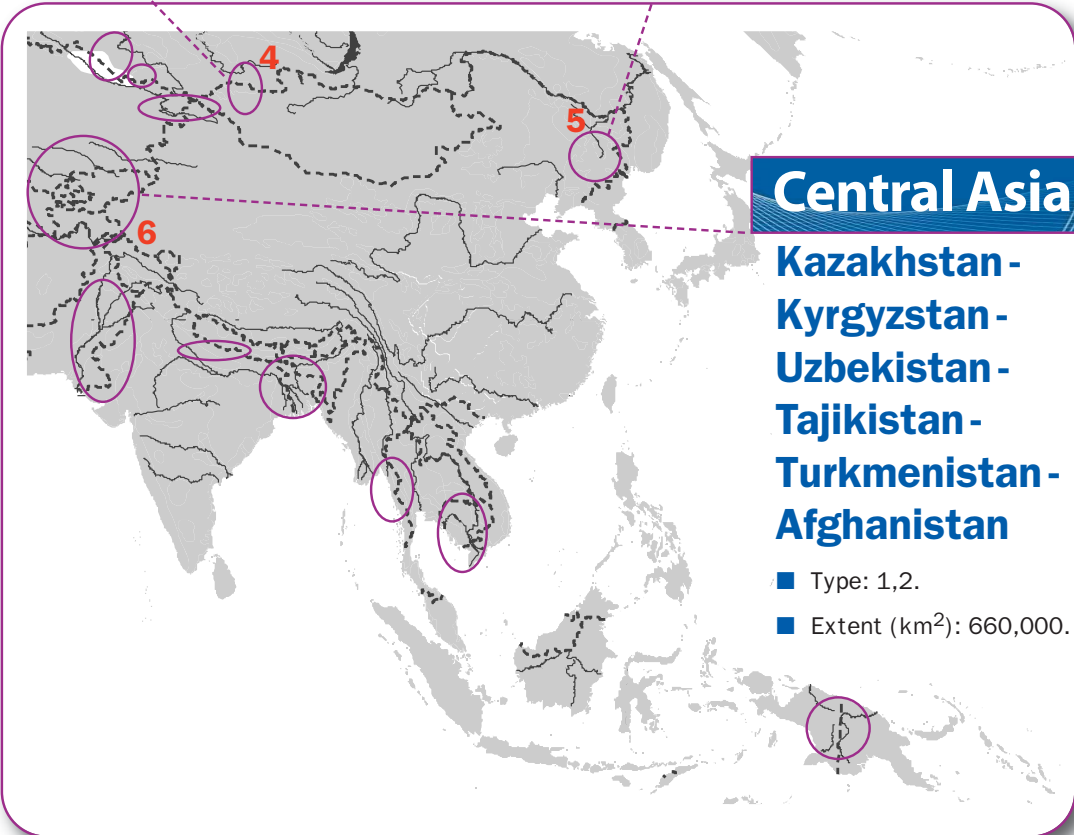 4
5
6
Central Asia
Kazakhstan -
Kyrgyzstan -
Uzbekistan -
Tajikistan -
Turkmenistan -
Afghanistan
■ Type: 1,2.
■ Extent (km²): 660,000.